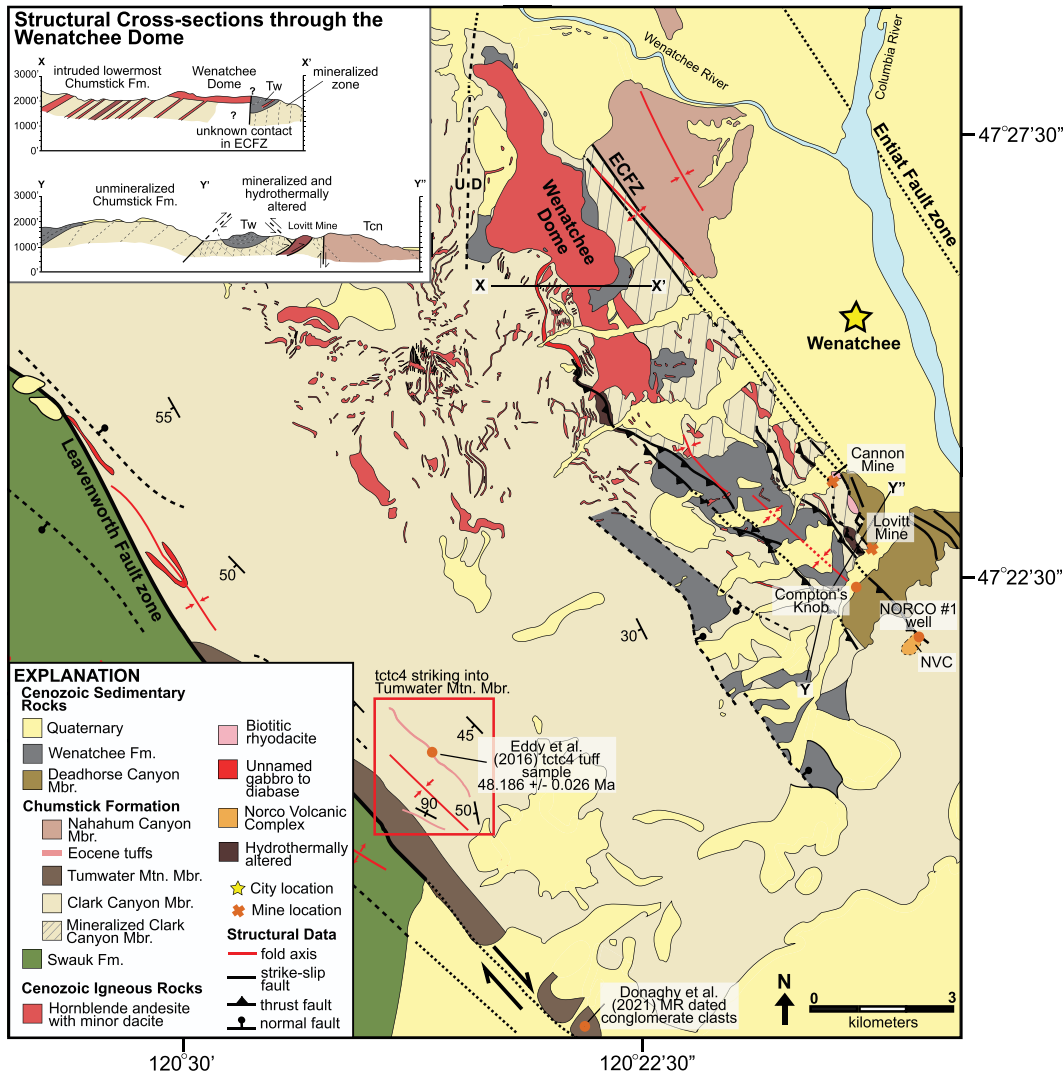 Structural Cross-sections through the
Wenatchee Dome
X
X'
3000'
2000'
1000'
0'
intruded lowermost
Chumstick Fm.
Wenatchee
Dome
?
Tw
mineralized
zone
?
unknown contact
in ECFZ
Y
Y'
Y"
3000'
2000'
1000'
0'
unmineralized
Chumstick Fm.
mineralized and
hydrothermally
altered
Tw
Lovitt Mine
Tcn
Wenatchee River
Columbia River
47°27'30"
Entiat Fault zone
ECFZ
U
D
Wenatchee
Dome
X
X'
Wenatchee
55
Leavenworth Fault zone
50
Cannon
Mine
Y"
Lovitt
Mine
47°22'30"
Compton's
Knob
NORCO #1
well
NVC
30
Y
tctc4 striking into
Tumwater Mtn. Mbr.
45
Eddy et al.
(2016) tctc4 tuff
sample
48.186 +/- 0.026 Ma
90
50
EXPLANATION
Cenozoic Sedimentary
Rocks
Quaternary
Wenatchee Fm.
Deadhorse Canyon
Mbr.
Chumstick Formation
Nahahum Canyon
Mbr.
Eocene tuffs
Tumwater Mtn. Mbr.
Clark Canyon Mbr.
Mineralized Clark
Canyon Mbr.
Swauk Fm.
Cenozoic Igneous Rocks
Hornblende andesite
with minor dacite
Biotitic
rhyodacite
Unnamed
gabbro to
diabase
Norco Volcanic
Complex
Hydrothermally
altered
City location
Mine location
Structural Data
fold axis
strike-slip
fault
thrust fault
normal fault
Donaghy et al.
(2021) MR dated
conglomerate clasts
N
0
3
kilometers
120°30'
120°22'30"